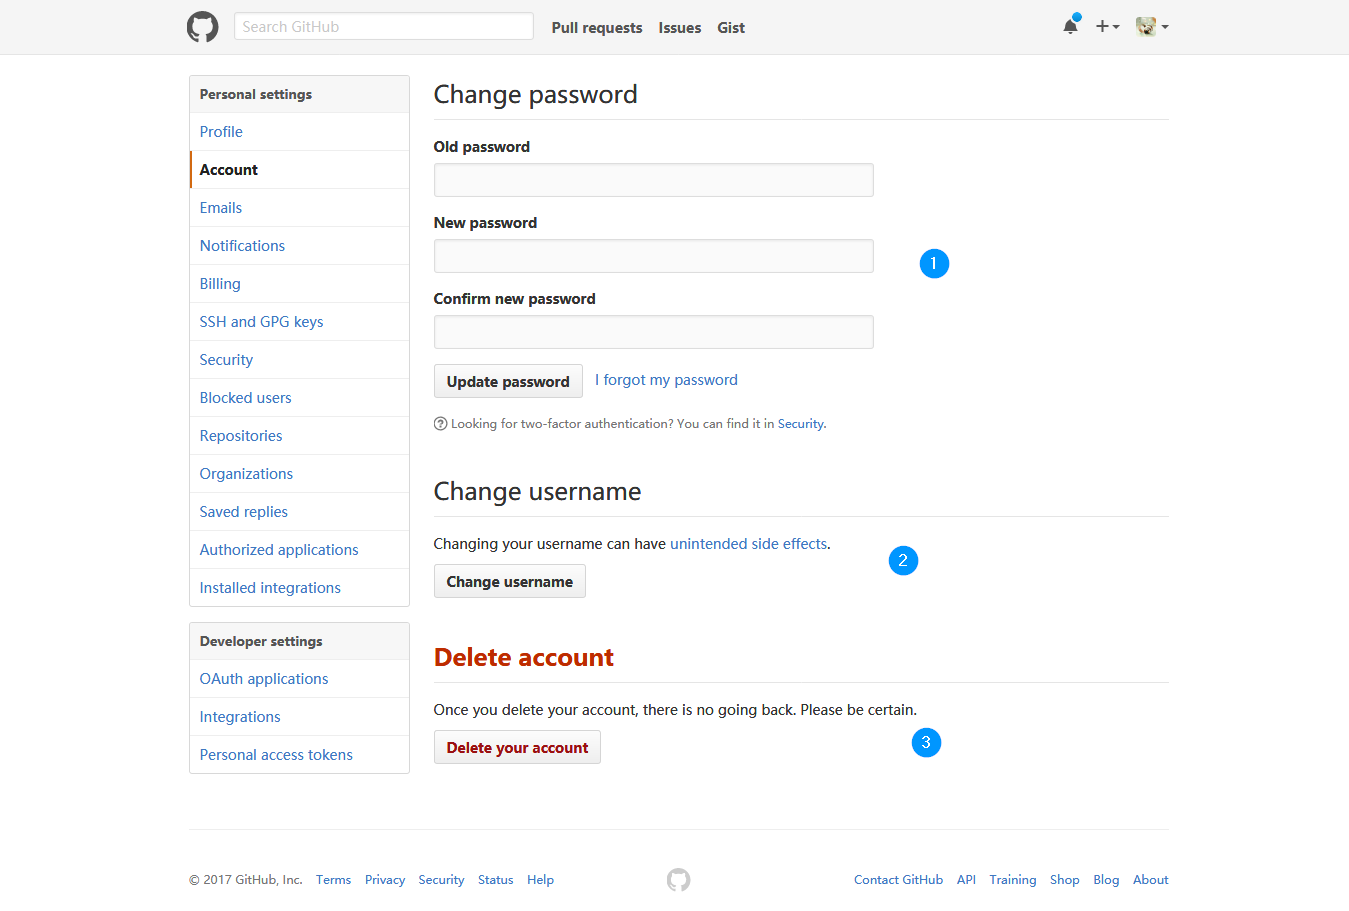 Search GitHub Pull requests Issues Gist
Personal settings
Profile
Account
Emails
Notifications
Billing
SSH and GPG keys
Security
Blocked users
Repositories
Organizations
Saved replies
Authorized applications
Installed integrations
Developer settings
OAuth applications
Integrations
Personal access tokens
Change password
Old password
New password
1
Confirm new password
Update password I forgot my password
Looking for two-factor authentication? You can find it in Security.
Change username
Changing your username can have unintended side effects.
2
Change username
Delete account
Once you delete your account, there is no going back. Please be certain.
3
Delete your account
© 2017 GitHub, Inc. Terms Privacy Security Status Help Contact GitHub API Training Shop Blog About